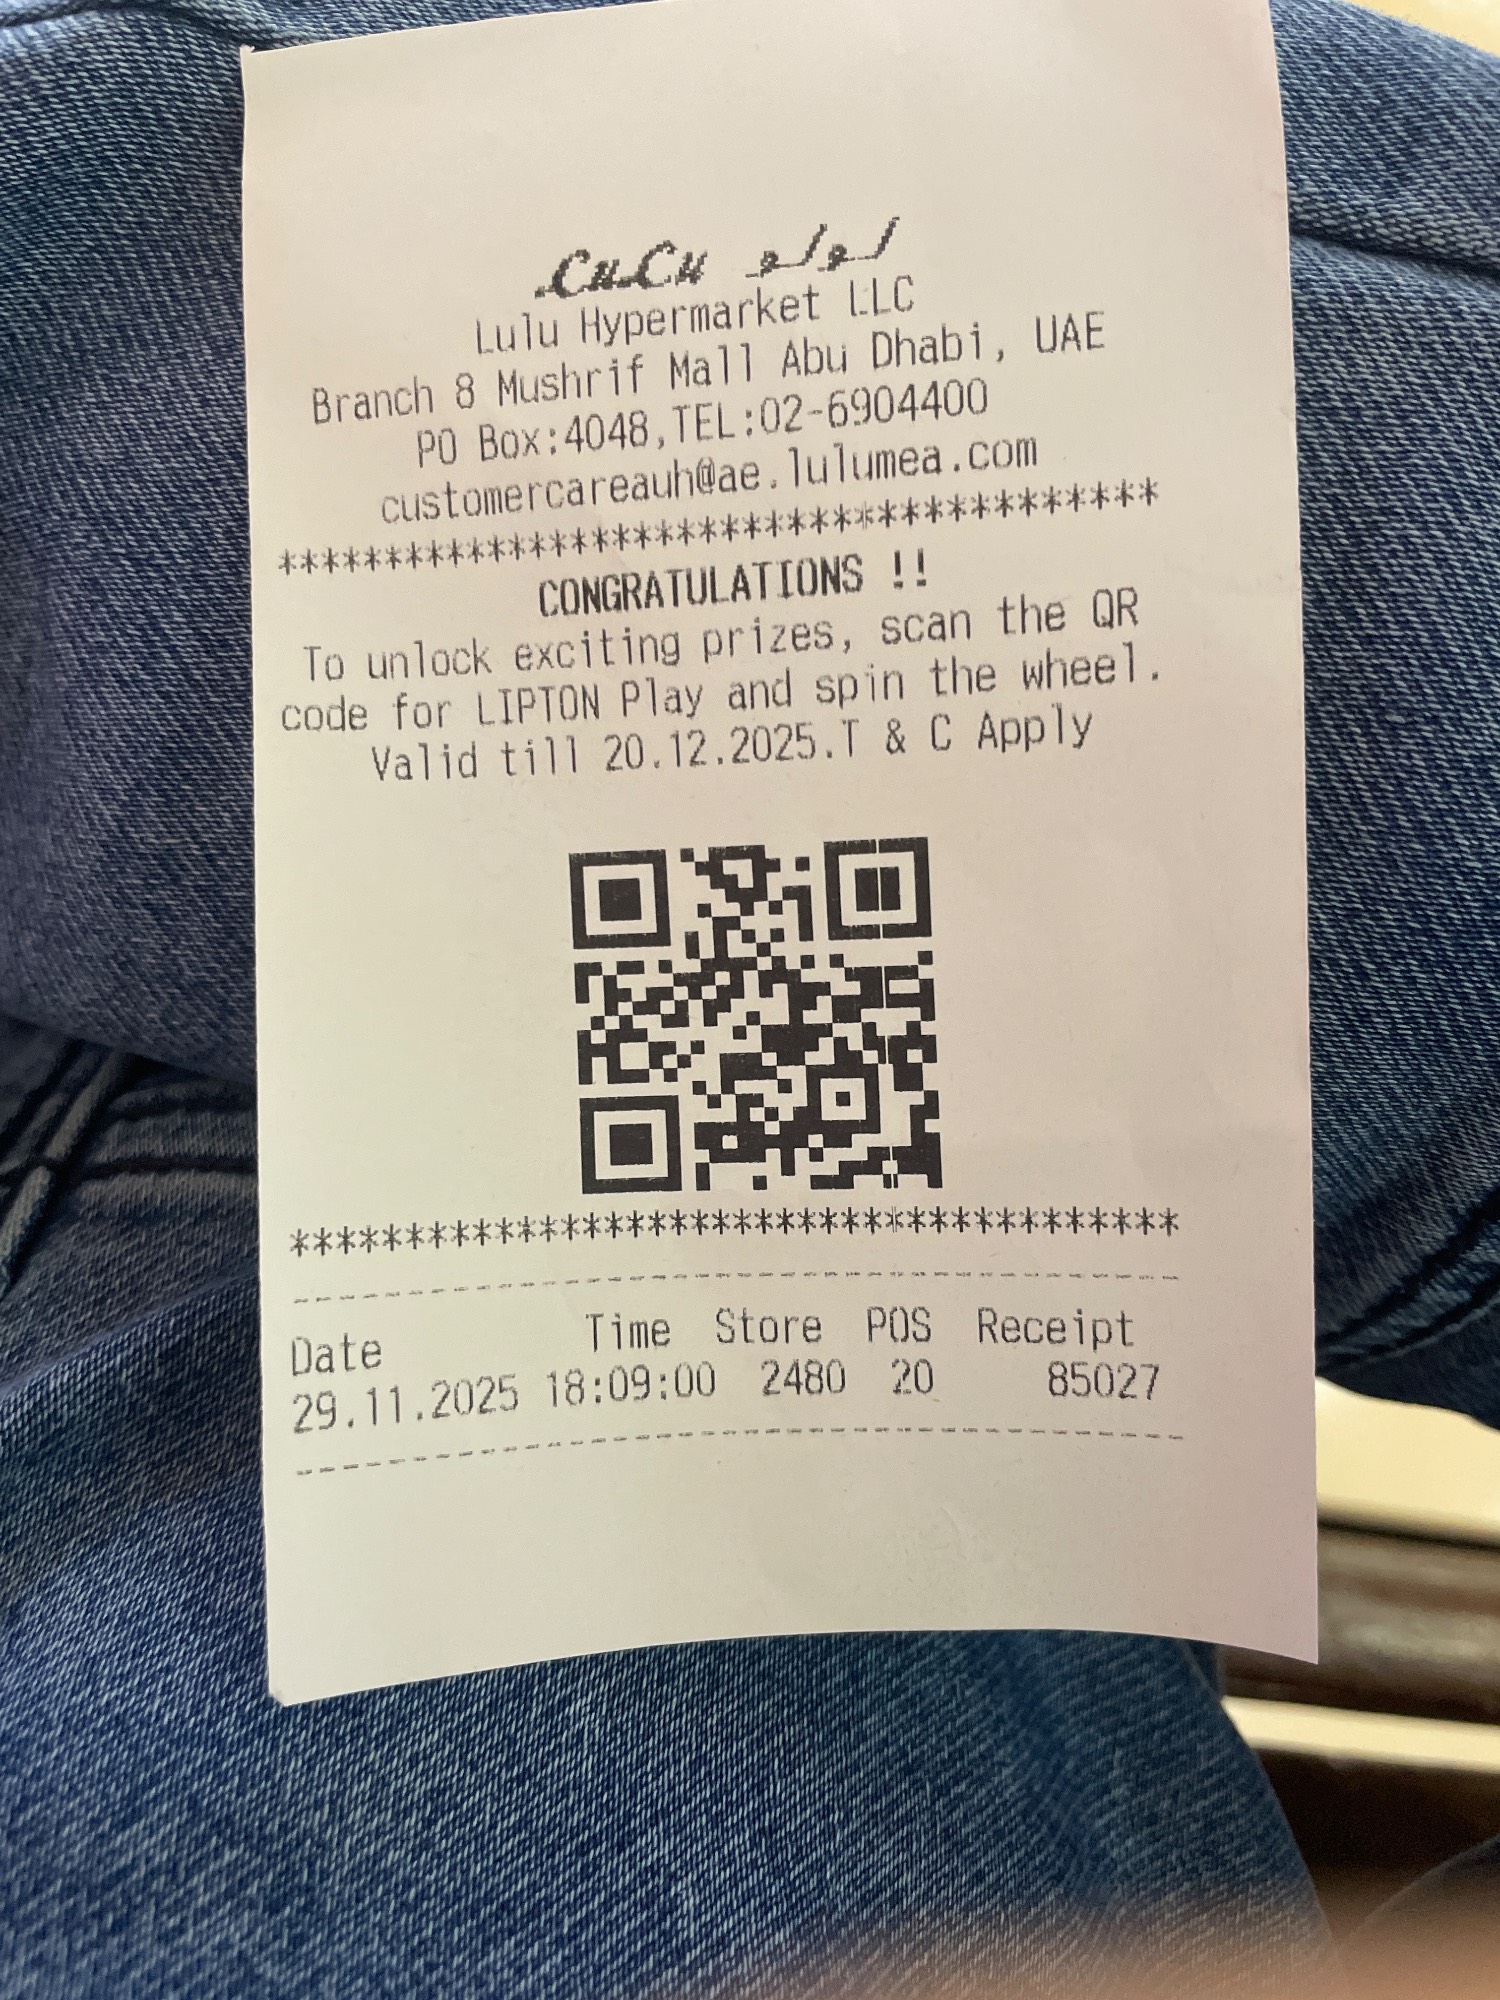 LuLu لولو
Lulu Hypermarket LLC
Branch 8 Mushrif Mall Abu Dhabi, UAE
PO Box:4048,TEL:02-6904400
customercareauh@ae.lulumea.com
*****************************************
CONGRATULATIONS !!
To unlock exciting prizes, scan the QR
code for LIPTON Play and spin the wheel.
Valid till 20.12.2025.T & C Apply
*****************************************
----------------------------------------
Date Time Store POS Receipt
29.11.2025 18:09:00 2480 20 85027
----------------------------------------